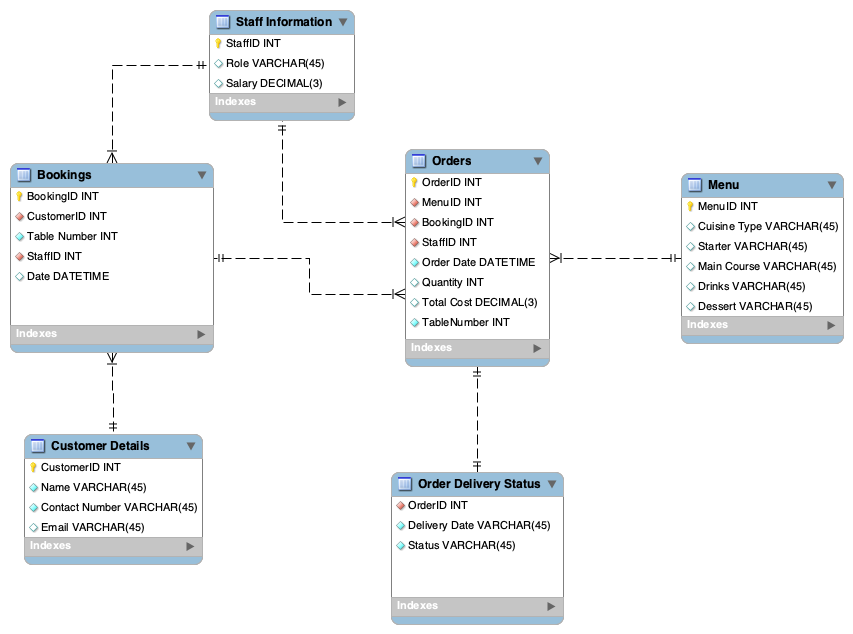 Staff Information
StaffID INT
Role VARCHAR(45)
Salary DECIMAL(3)
Indexes
Bookings
BookingID INT
CustomerID INT
Table Number INT
StaffID INT
Date DATETIME
Indexes
Orders
OrderID INT
MenuID INT
BookingID INT
StaffID INT
Order Date DATETIME
Quantity INT
Total Cost DECIMAL(3)
TableNumber INT
Indexes
Menu
MenuID INT
Cuisine Type VARCHAR(45)
Starter VARCHAR(45)
Main Course VARCHAR(45)
Drinks VARCHAR(45)
Dessert VARCHAR(45)
Indexes
Customer Details
CustomerID INT
Name VARCHAR(45)
Contact Number VARCHAR(45)
Email VARCHAR(45)
Indexes
Order Delivery Status
OrderID INT
Delivery Date VARCHAR(45)
Status VARCHAR(45)
Indexes